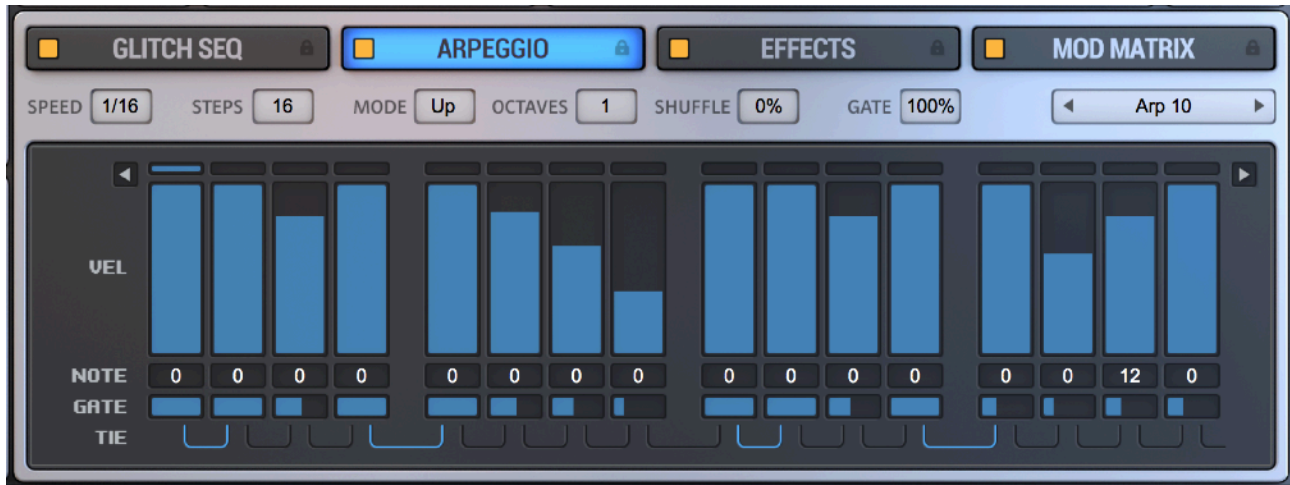 GLITCH SEQ ARPEGGIO EFFECTS MOD MATRIX
SPEED 1/16 STEPS 16 MODE Up OCTAVES 1 SHUFFLE 0% GATE 100% Arp 10
VEL
NOTE 0 0 0 0 0 0 0 0 0 0 0 0 0 0 12 0
GATE
TIE